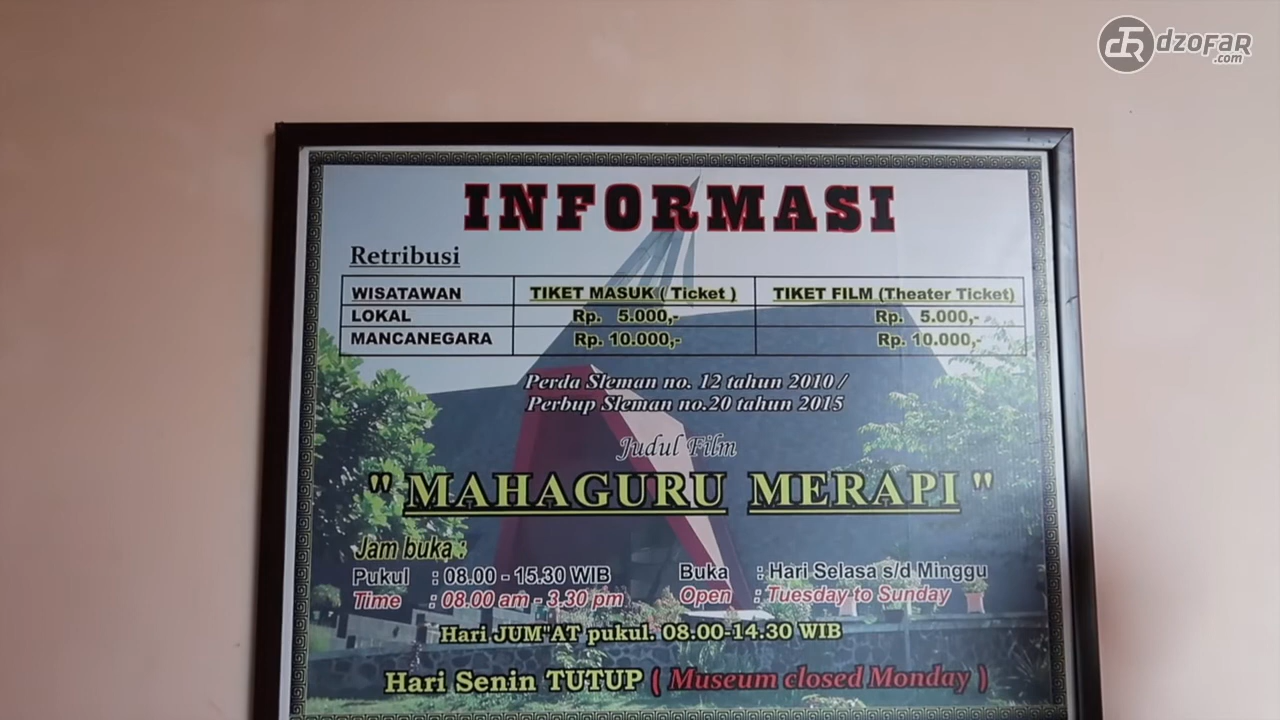 DR DZOFAR
.com
INFORMASI
Retribusi
WISATAWAN TIKET MASUK ( Ticket ) TIKET FILM (Theater Ticket)
LOKAL Rp. 5.000,- Rp. 5.000,-
MANCANEGARA Rp. 10.000,- Rp. 10.000,-
Perda Sleman no. 12 tahun 2010 /
Perbup Sleman no.20 tahun 2015
Judul Film
" MAHAGURU MERAPI "
Jam buka :
Pukul : 08.00 - 15.30 WIB Buka : Hari Selasa s/d Minggu
Time : 08.00 am - 3.30 pm Open : Tuesday to Sunday
Hari JUM"AT pukul. 08.00-14.30 WIB
Hari Senin TUTUP ( Museum closed Monday )